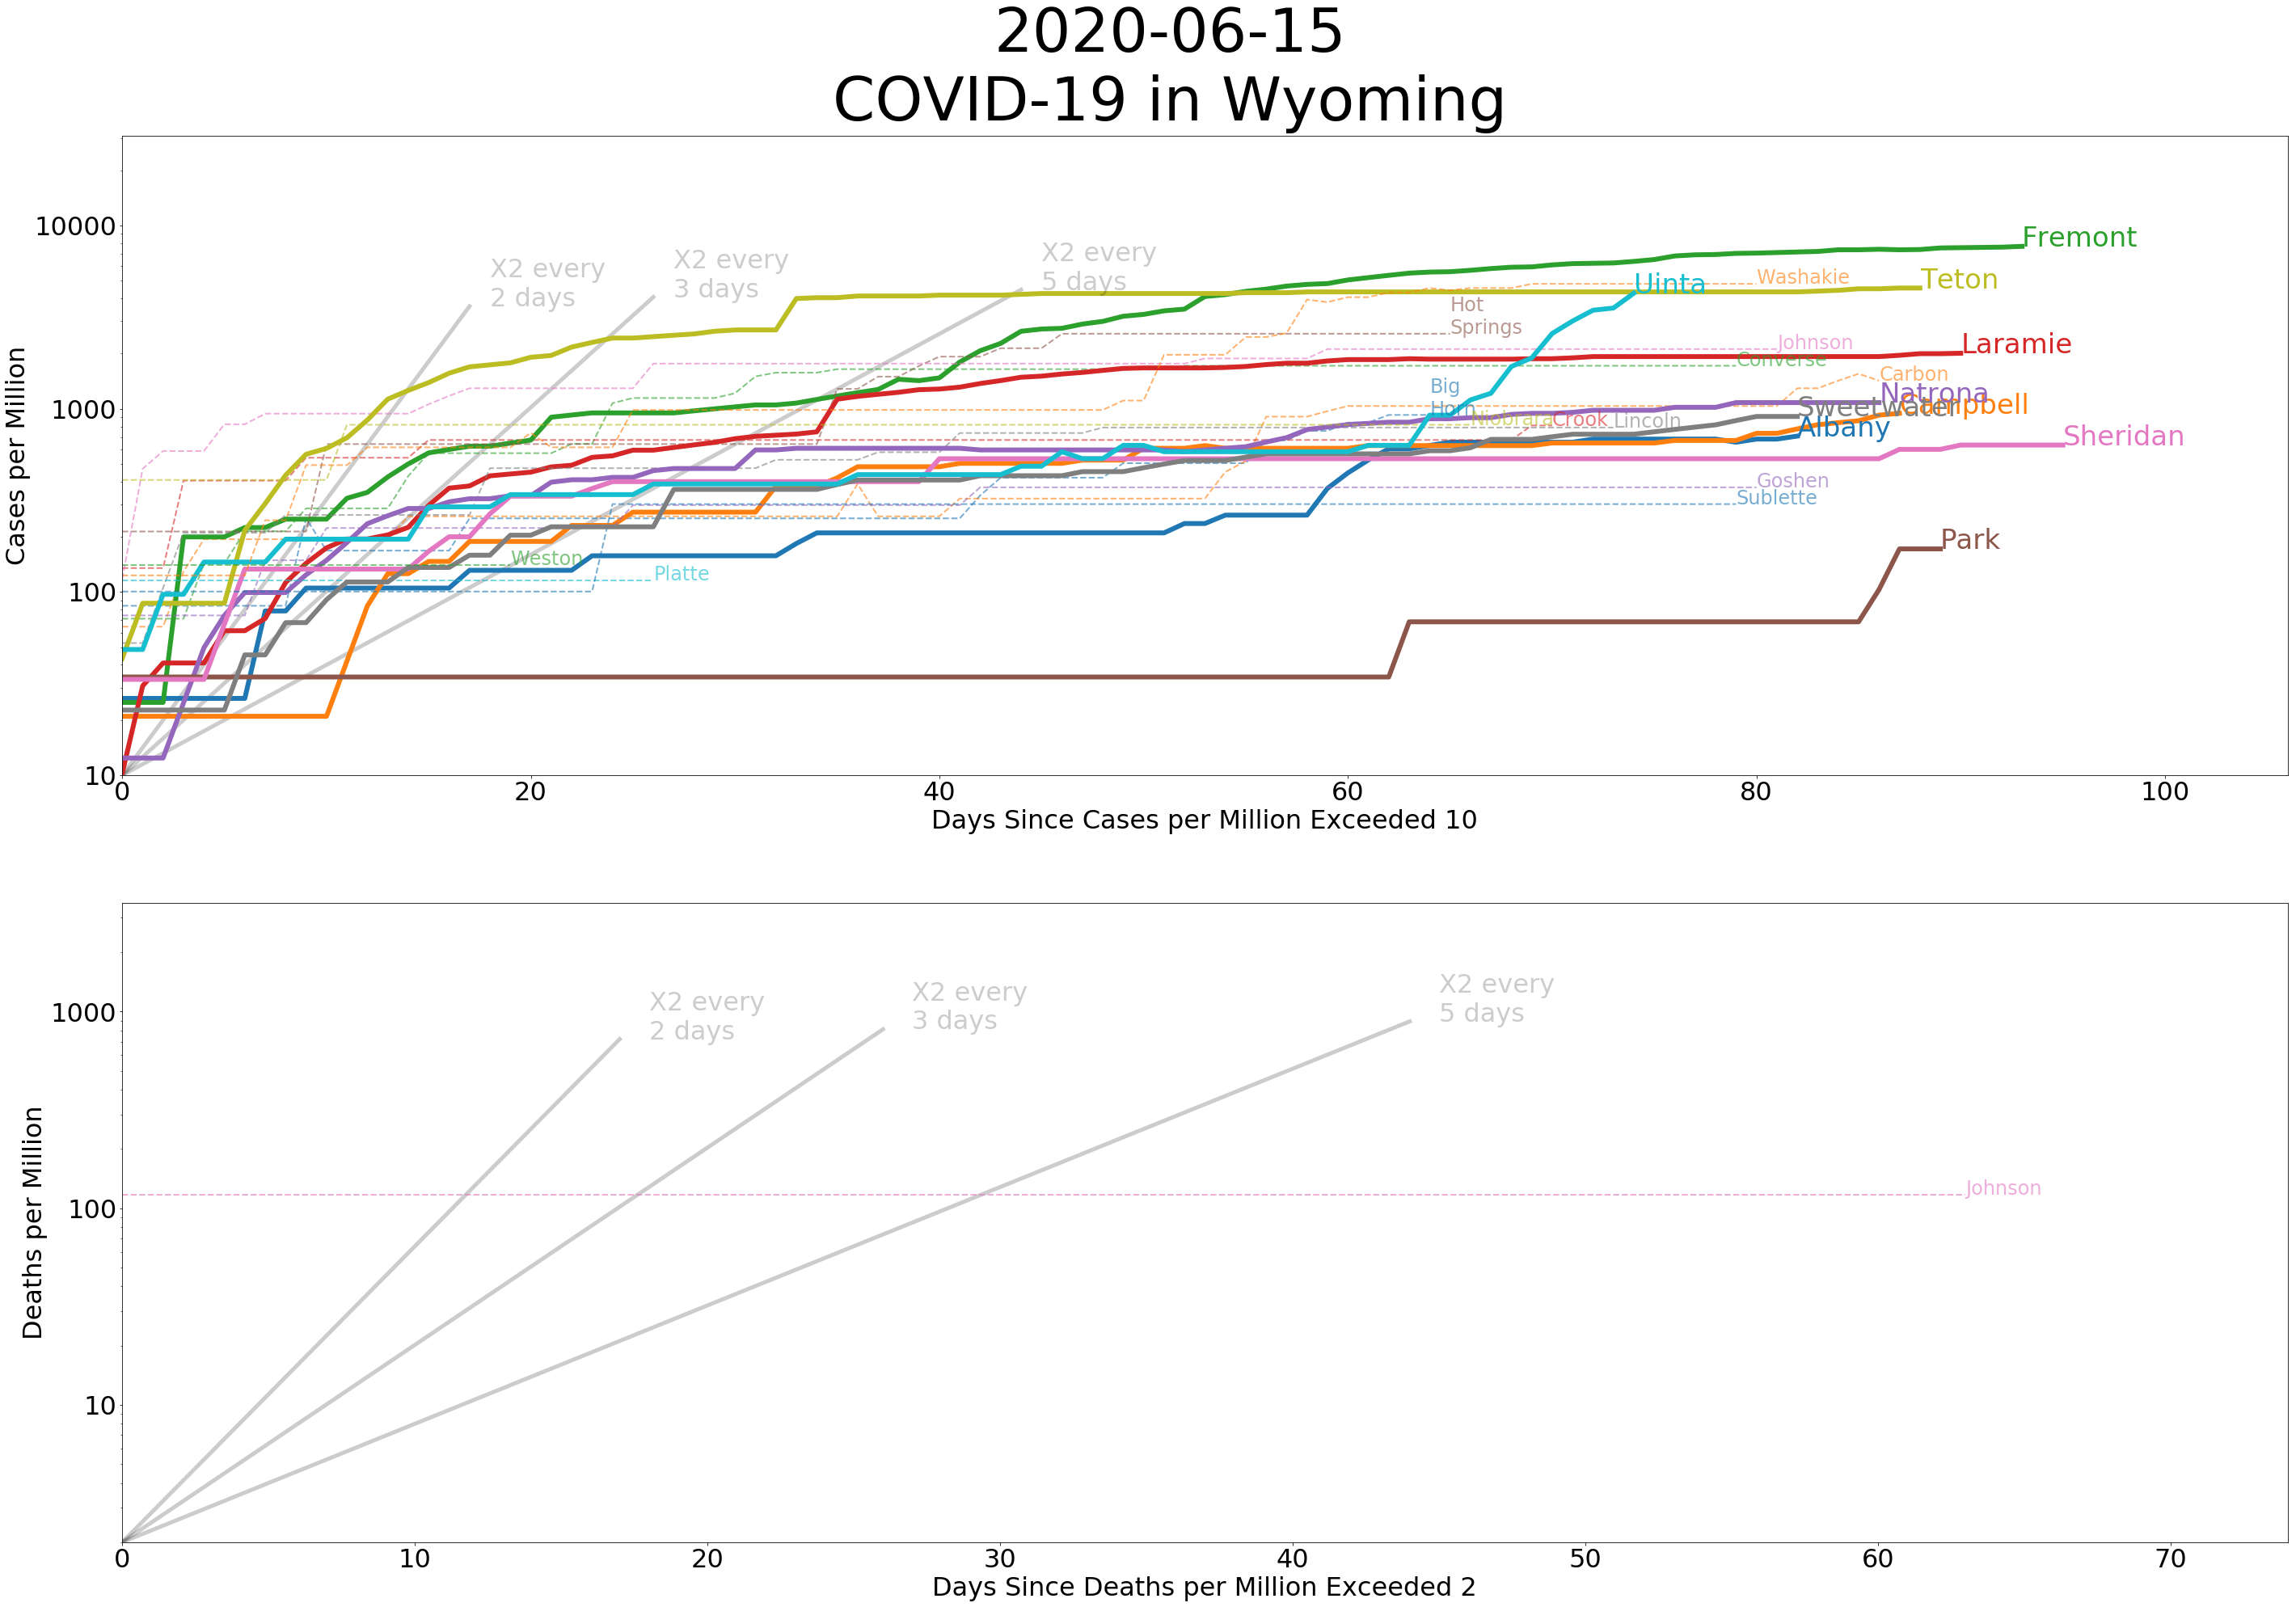 2020-06-15
COVID-19 in Wyoming
Cases per Million
10000
1000
100
10
X2 every
2 days
X2 every
3 days
X2 every
5 days
Fremont
Washakie
Teton
Uinta
Hot
Springs
Johnson
Laramie
Converse
Carbon
Big
Horn
Natrona
Campbell
Sweetwater
Niobrara
Crook
Lincoln
Albany
Sheridan
Goshen
Sublette
Weston
Platte
Park
0
20
40
60
80
100
Days Since Cases per Million Exceeded 10
Deaths per Million
1000
100
10
X2 every
2 days
X2 every
3 days
X2 every
5 days
Johnson
0
10
20
30
40
50
60
70
Days Since Deaths per Million Exceeded 2